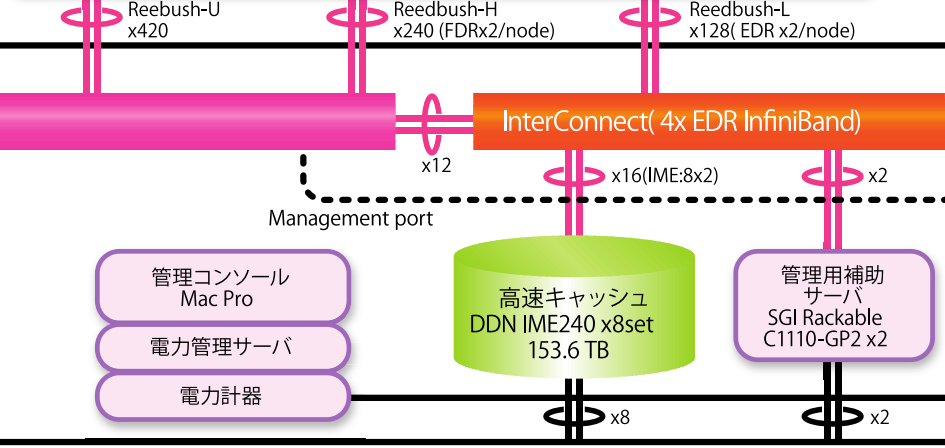 Reebush-U
x420
Reedbush-H
x240 (FDRx2/node)
Reedbush-L
x128( EDR x2/node)
InterConnect( 4x EDR InfiniBand)
x12
x16(IME:8x2)
x2
Management port
管理コンソール
Mac Pro
電力管理サーバ
電力計器
高速キャッシュ
DDN IME240 x8set
153.6 TB
管理用補助
サーバ
SGI Rackable
C1110-GP2 x2
x8
x2